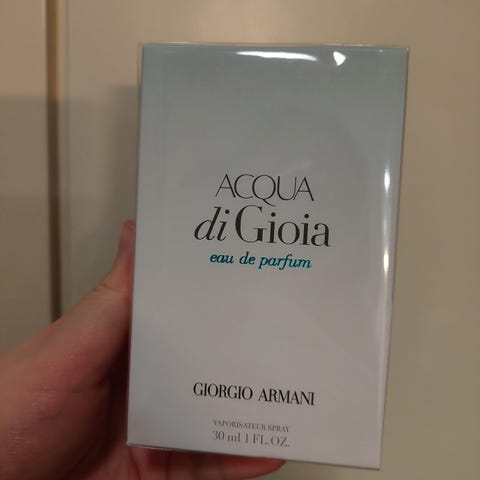 ACQUA
di Gioia
eau de parfum
GIORGIO ARMANI
VAPORISATEUR SPRAY
30 ml 1 FL.OZ.